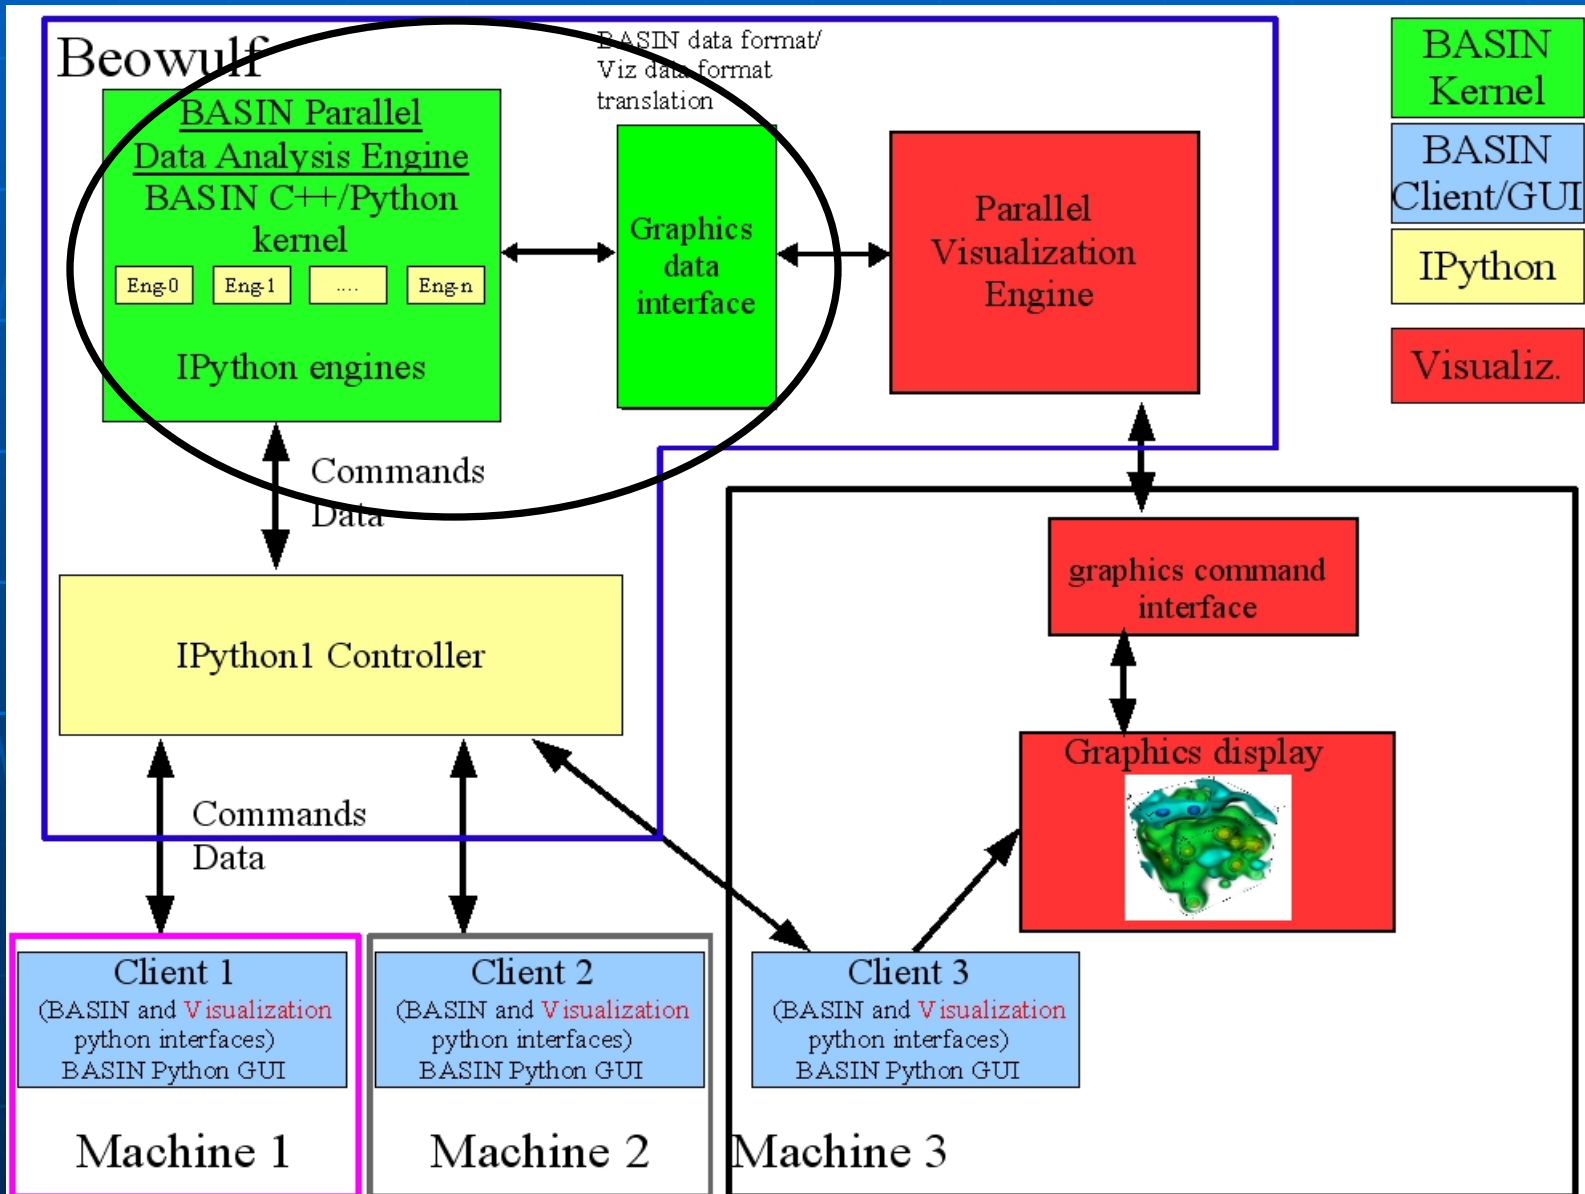 Beowulf
BASIN data format/
Viz data format
translation
BASIN Parallel
Data Analysis Engine
BASIN C++/Python
kernel
Eng-0
Eng-1
....
Eng-n
IPython engines
Graphics
data
interface
Parallel
Visualization
Engine
BASIN
Kernel
BASIN
Client/GUI
IPython
Visualiz.
Commands
Data
IPython1 Controller
graphics command
interface
Graphics display
Commands
Data
Client 1
(BASIN and Visualization
python interfaces)
BASIN Python GUI
Machine 1
Client 2
(BASIN and Visualization
python interfaces)
BASIN Python GUI
Machine 2
Client 3
(BASIN and Visualization
python interfaces)
BASIN Python GUI
Machine 3